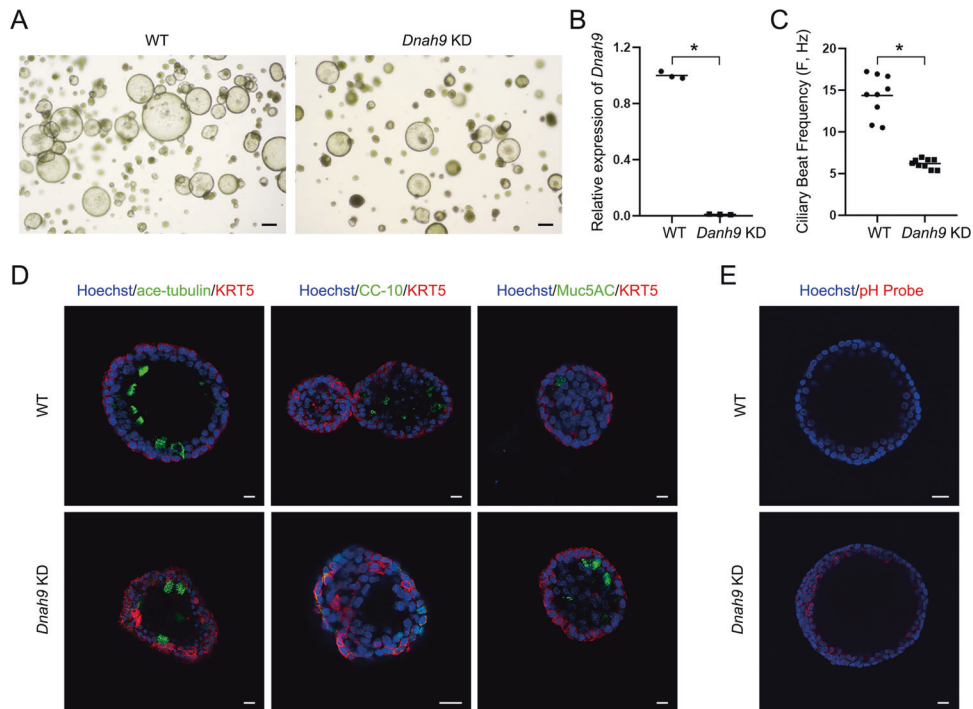 A
WT
Dnah9 KD
B
Relative expression of Dnah9
1.2
0.8
0.4
0.0
*
WT
Danh9 KD
C
Ciliary Beat Frequency (F, Hz)
20
15
10
5
0
*
WT
Danh9 KD
D
Hoechst/ace-tubulin/KRT5
Hoechst/CC-10/KRT5
Hoechst/Muc5AC/KRT5
WT
Dnah9 KD
E
Hoechst/pH Probe
WT
Dnah9 KD